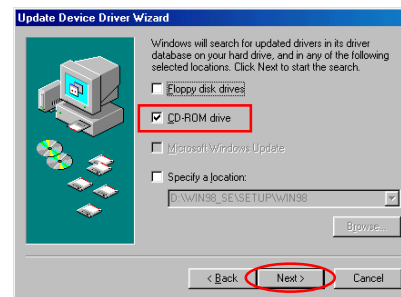 Update Device Driver Wizard
Windows will search for updated drivers in its driver
database on your hard drive, and in any of the following
selected locations. Click Next to start the search.
Floppy disk drives
CD-ROM drive
Microsoft Windows Update
Specify a location:
D:\WIN98_SE\SETUP\WIN98
Browse...
< Back
Next >
Cancel